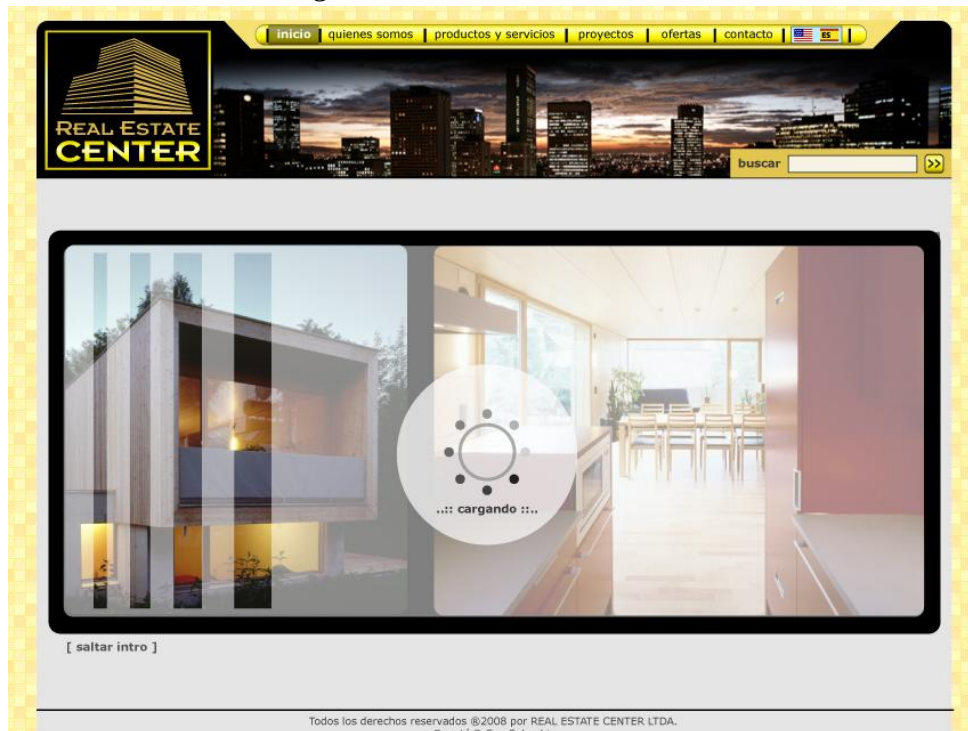 REAL ESTATE
CENTER
inicio quienes somos productos y servicios proyectos ofertas contacto ES
buscar >>
..:: cargando ::..
[ saltar intro ]
Todos los derechos reservados ®2008 por REAL ESTATE CENTER LTDA.